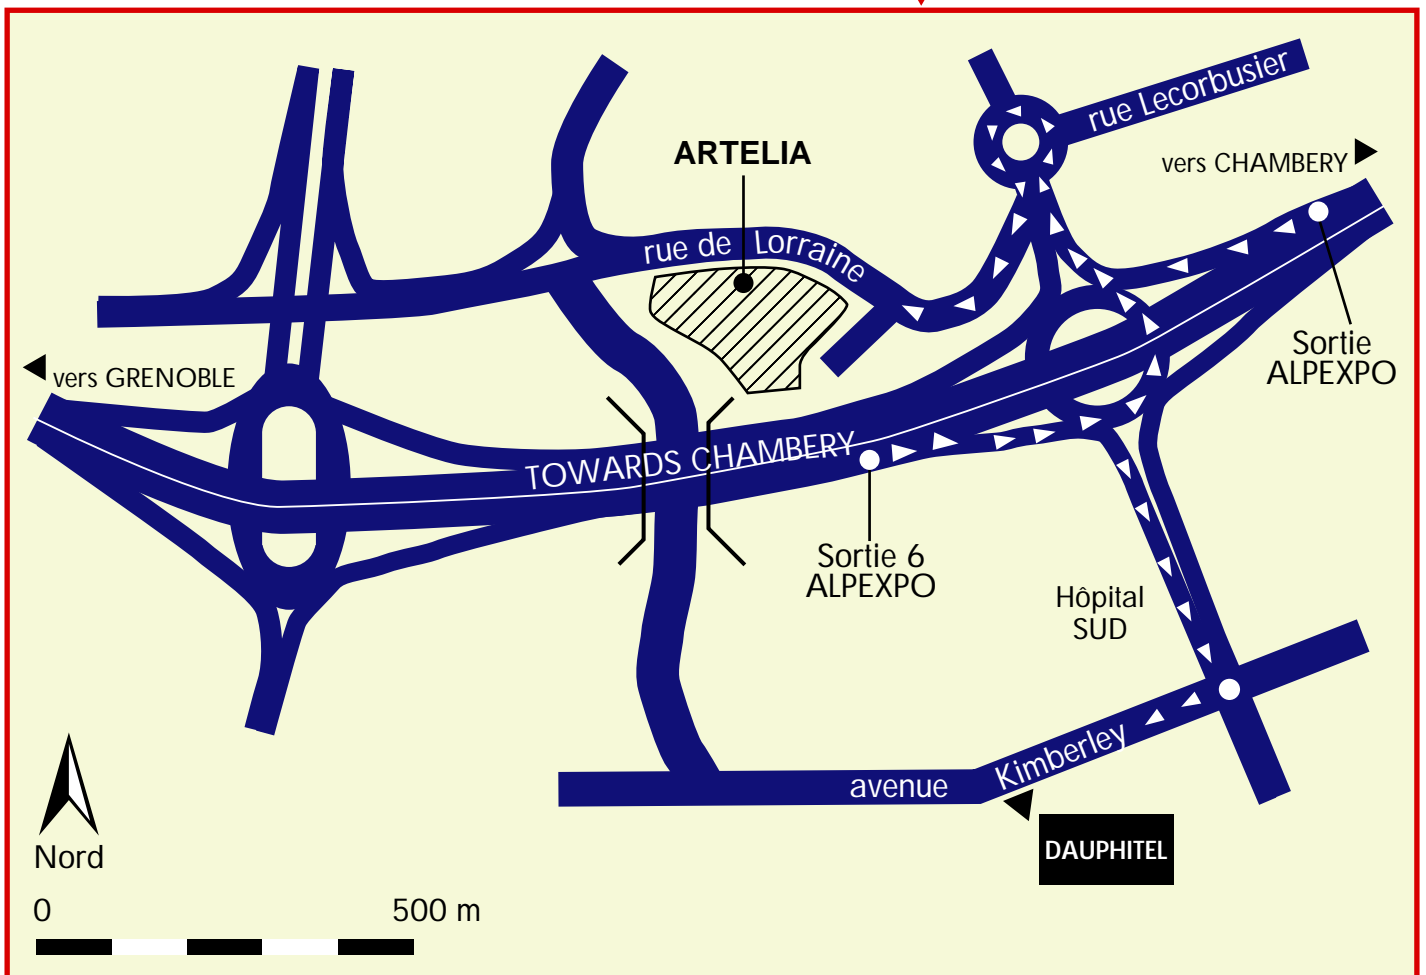 rue Lecorbusier
ARTELIA
vers CHAMBERY
rue de Lorraine
Sortie
ALPEXPO
vers GRENOBLE
TOWARDS CHAMBERY
Sortie 6
ALPEXPO
Hôpital
SUD
avenue Kimberley
DAUPHITEL
Nord
0 500 m